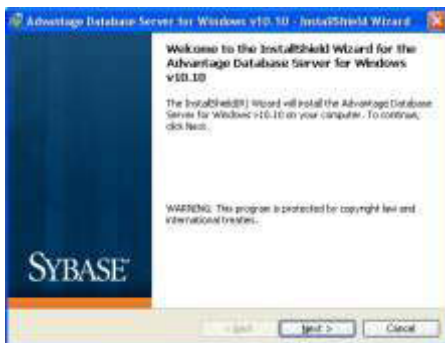 Advantage Database Server for Windows v10.10 - InstallShield Wizard
Welcome to the InstallShield Wizard for the
Advantage Database Server for Windows
v10.10
The InstallShield(R) Wizard will install the Advantage Database
Server for Windows v10.10 on your computer. To continue,
click Next.
WARNING: This program is protected by copyright law and
international treaties.
SYBASE
< Back
Next >
Cancel